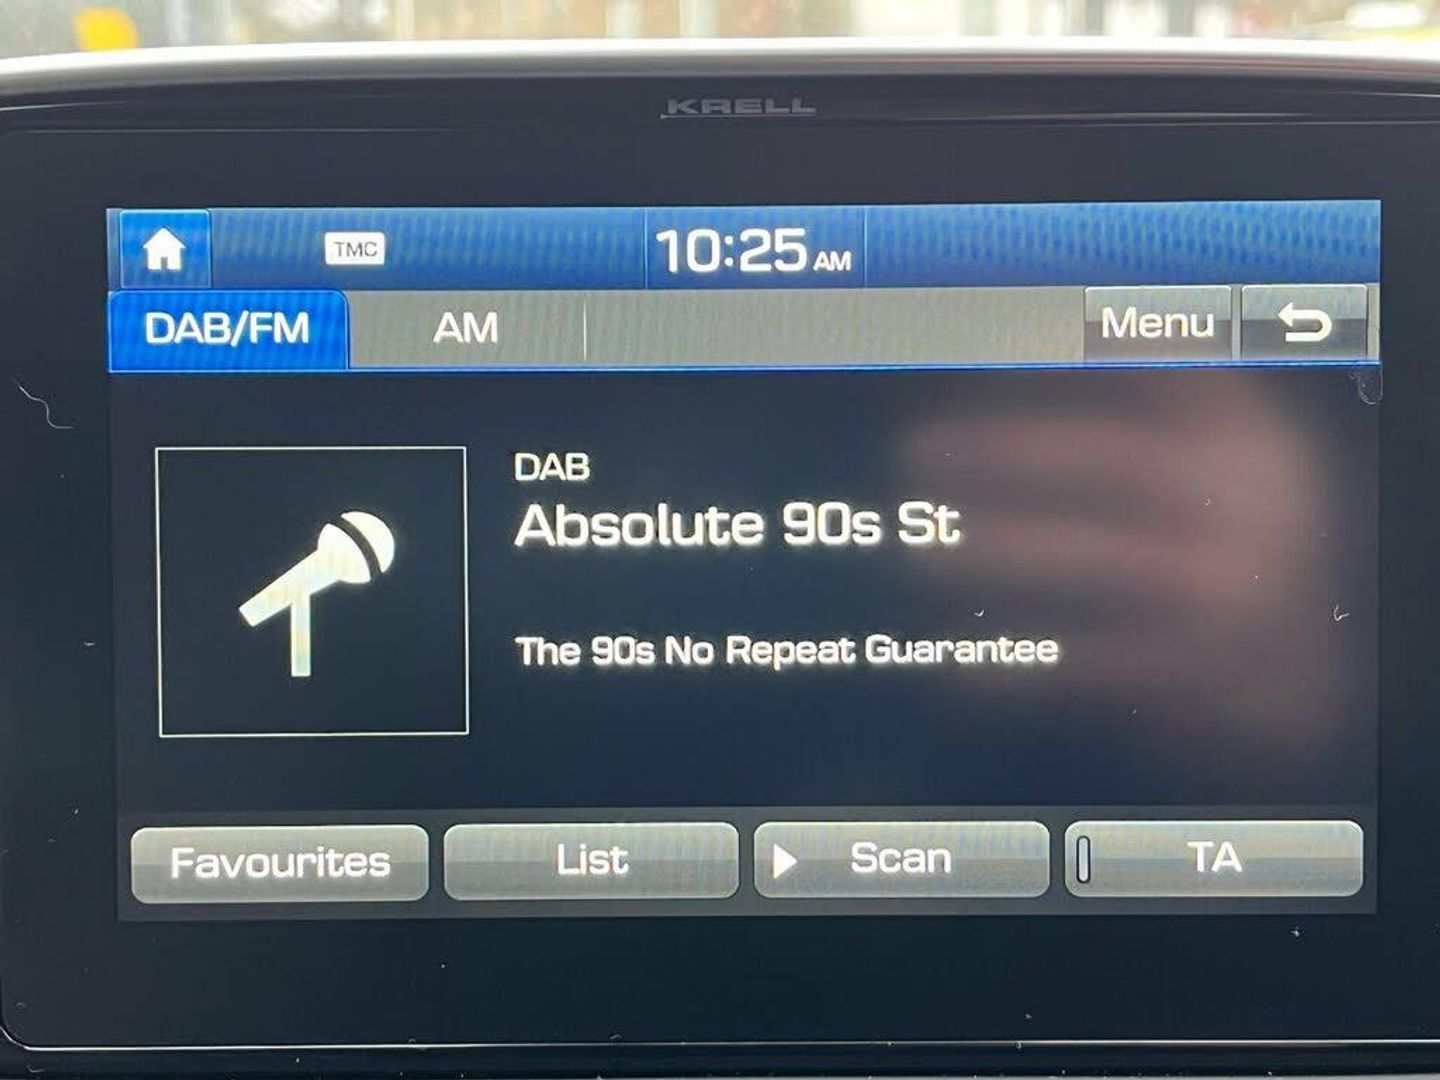 KRELL
TMC
10:25 AM
DAB/FM
AM
Menu
DAB
Absolute 90s St
The 90s No Repeat Guarantee
Favourites
List
Scan
TA